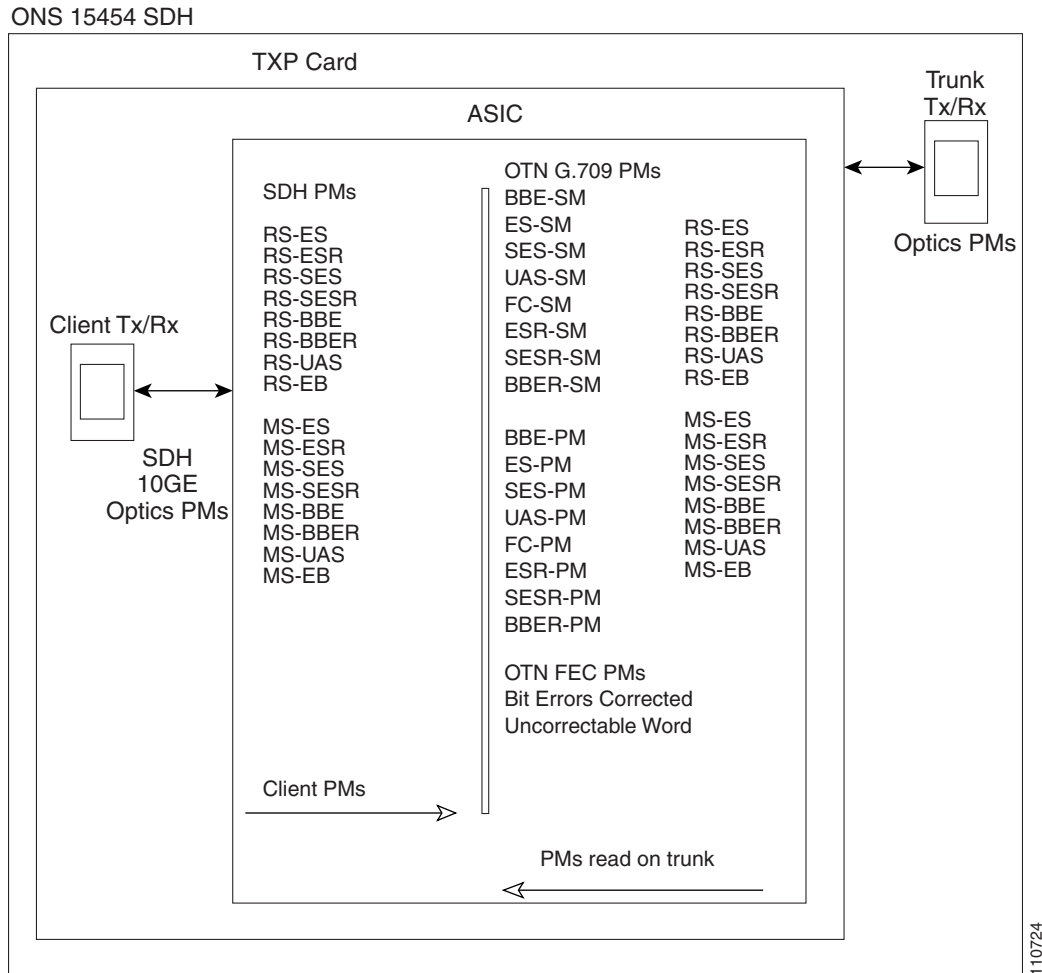 ONS 15454 SDH
TXP Card
Trunk
Tx/Rx
ASIC
Optics PMs
Client Tx/Rx
SDH
10GE
Optics PMs
SDH PMs
RS-ES
RS-ESR
RS-SES
RS-SESR
RS-BBE
RS-BBER
RS-UAS
RS-EB
MS-ES
MS-ESR
MS-SES
MS-SESR
MS-BBE
MS-BBER
MS-UAS
MS-EB
OTN G.709 PMs
BBE-SM
ES-SM
SES-SM
UAS-SM
FC-SM
ESR-SM
SESR-SM
BBER-SM
BBE-PM
ES-PM
SES-PM
UAS-PM
FC-PM
ESR-PM
SESR-PM
BBER-PM
OTN FEC PMs
Bit Errors Corrected
Uncorrectable Word
RS-ES
RS-ESR
RS-SES
RS-SESR
RS-BBE
RS-BBER
RS-UAS
RS-EB
MS-ES
MS-ESR
MS-SES
MS-SESR
MS-BBE
MS-BBER
MS-UAS
MS-EB
Client PMs
PMs read on trunk
110724